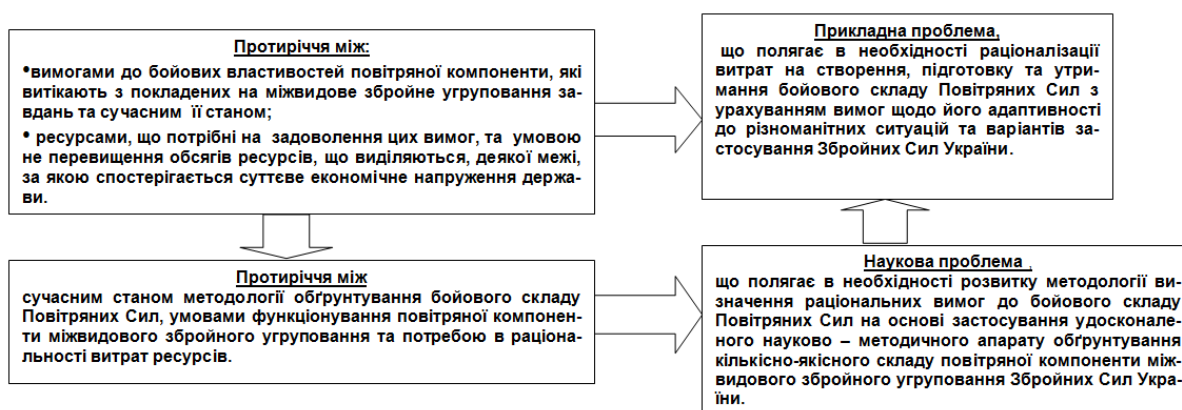 Протиріччя між:
•вимогами до бойових властивостей повітряної компоненти, які
витікають з покладених на міжвидове збройне угруповання за-
вдань та сучасним її станом;
• ресурсами, що потрібні на задоволення цих вимог, та умовою
не перевищення обсягів ресурсів, що виділяються, деякої межі,
за якою спостерігається суттєве економічне напруження держа-
ви.
Прикладна проблема,
що полягає в необхідності раціоналізації
витрат на створення, підготовку та утри-
мання бойового складу Повітряних Сил з
урахуванням вимог щодо його адаптивності
до різноманітних ситуацій та варіантів за-
стосування Збройних Сил України.
Протиріччя між
сучасним станом методології обґрунтування бойового складу
Повітряних Сил, умовами функціонування повітряної компонен-
ти міжвидового збройного угруповання та потребою в раціона-
льності витрат ресурсів.
Наукова проблема ,
що полягає в необхідності розвитку методології ви-
значення раціональних вимог до бойового складу
Повітряних Сил на основі застосування удосконале-
ного науково – методичного апарату обґрунтування
кількісно-якісного складу повітряної компоненти між-
видового збройного угруповання Збройних Сил Укра-
їни.